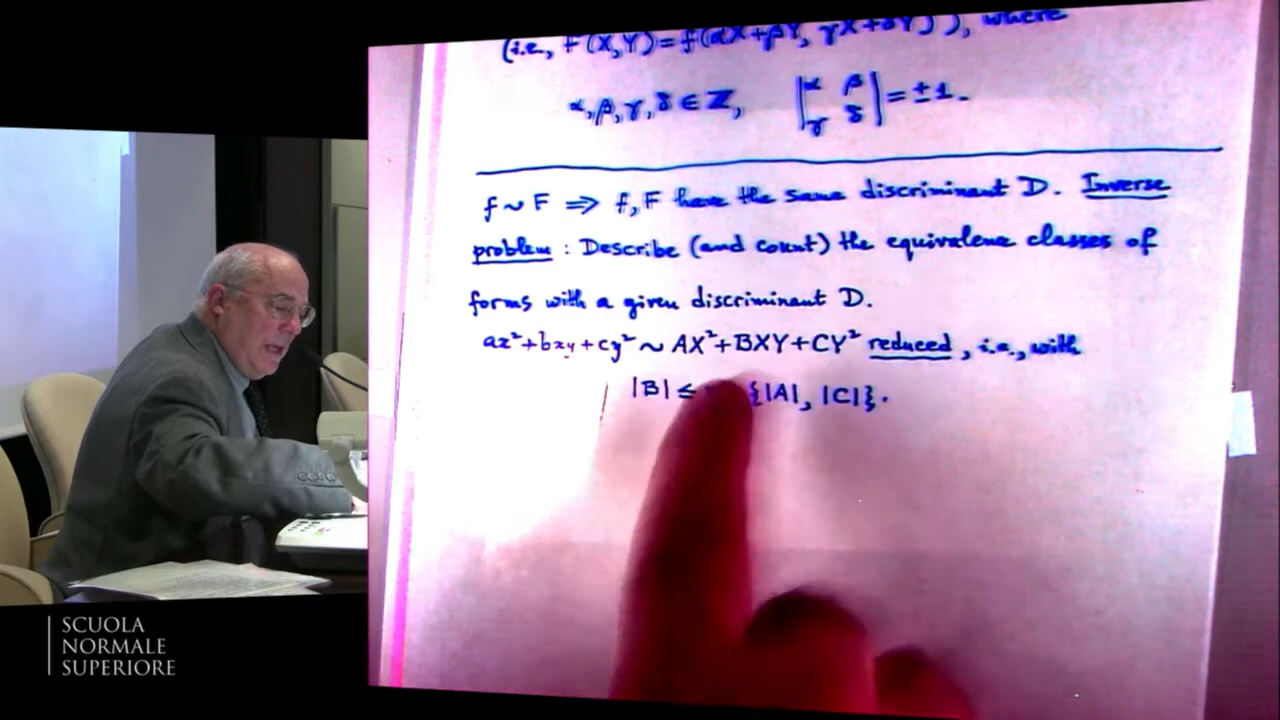 (i.e., F(X,Y)=f(αX+βY, γX+δY)), where
α,β,γ,δ ∈ ℤ, |α β γ δ| = ±1.
f ~ F ⇒ f, F have the same discriminant D. Inverse
problem : Describe (and count) the equivalence classes of
forms with a given discriminant D.
ax²+bxy+cy² ~ AX²+BXY+CY² reduced, i.e., with
|B| ≤ {|A|, |C|}.
SCUOLA
NORMALE
SUPERIORE